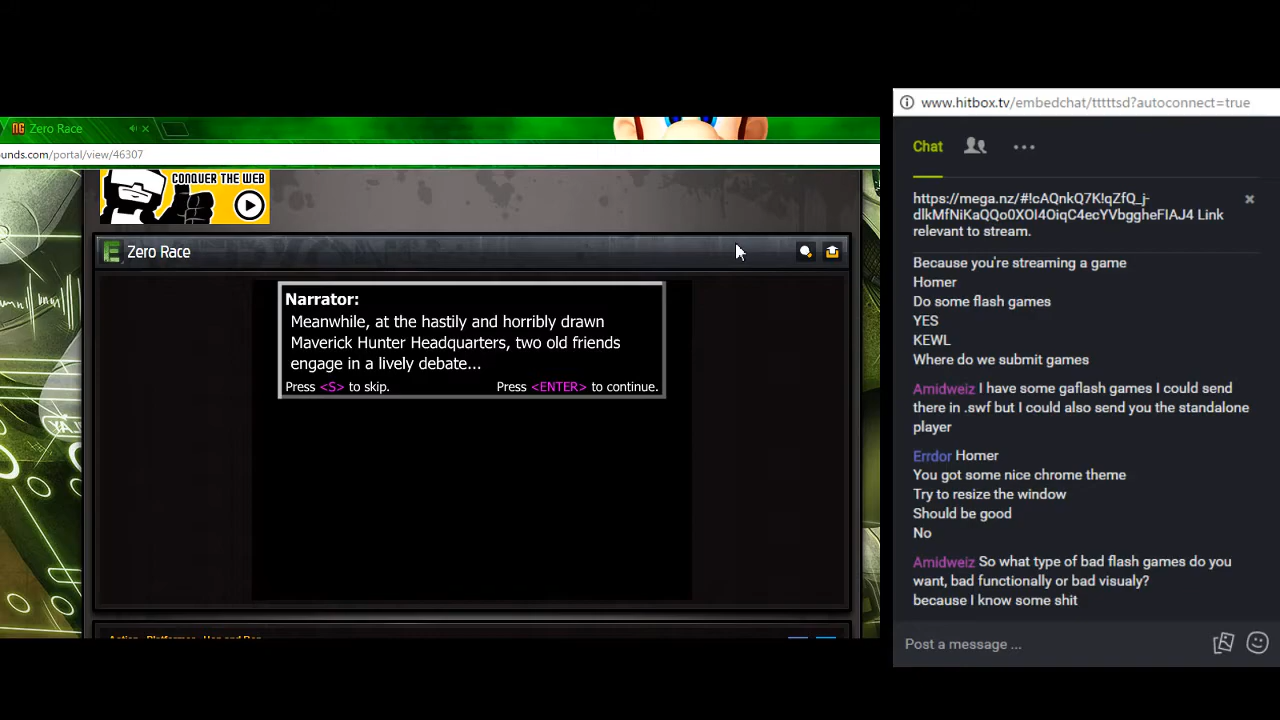 NG Zero Race
ounds.com/portal/view/46307
CONQUER THE WEB
E Zero Race
Narrator:
Meanwhile, at the hastily and horribly drawn
Maverick Hunter Headquarters, two old friends
engage in a lively debate...
Press <S> to skip. Press <ENTER> to continue.
www.hitbox.tv/embedchat/tttttsd?autoconnect=true
Chat
https://mega.nz/#!cAQnkQ7K!qZfQ_j-
dlkMfNiKaQQo0XOI4OiqC4ecYVbggheFIAJ4 Link
relevant to stream.
Because you're streaming a game
Homer
Do some flash games
YES
KEWL
Where do we submit games
Amidweiz I have some gaflash games I could send
there in .swf but I could also send you the standalone
player
Errdor Homer
You got some nice chrome theme
Try to resize the window
Should be good
No
Amidweiz So what type of bad flash games do you
want, bad functionally or bad visualy?
because I know some shit
Post a message ...